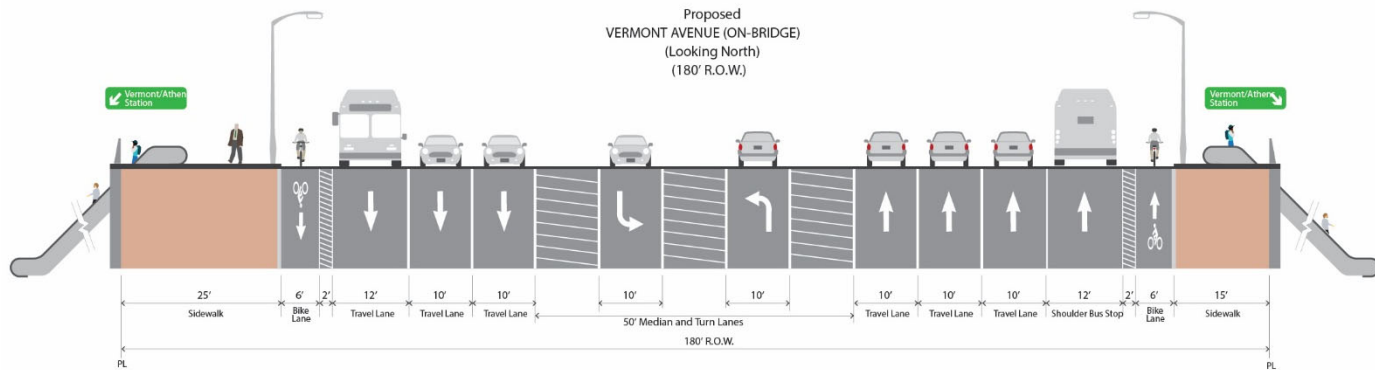 Proposed
VERMONT AVENUE (ON-BRIDGE)
(Looking North)
(180' R.O.W.)
Vermont/Athen
Station
Vermont/Athen
Station
25'
6'
2'
12'
10'
10'
10'
10'
10'
10'
10'
12'
2'
6'
15'
Sidewalk
Bike
Lane
Travel Lane
Travel Lane
Travel Lane
50' Median and Turn Lanes
Travel Lane
Travel Lane
Travel Lane
Shoulder Bus Stop
Bike
Lane
Sidewalk
180' R.O.W.
PL
PL